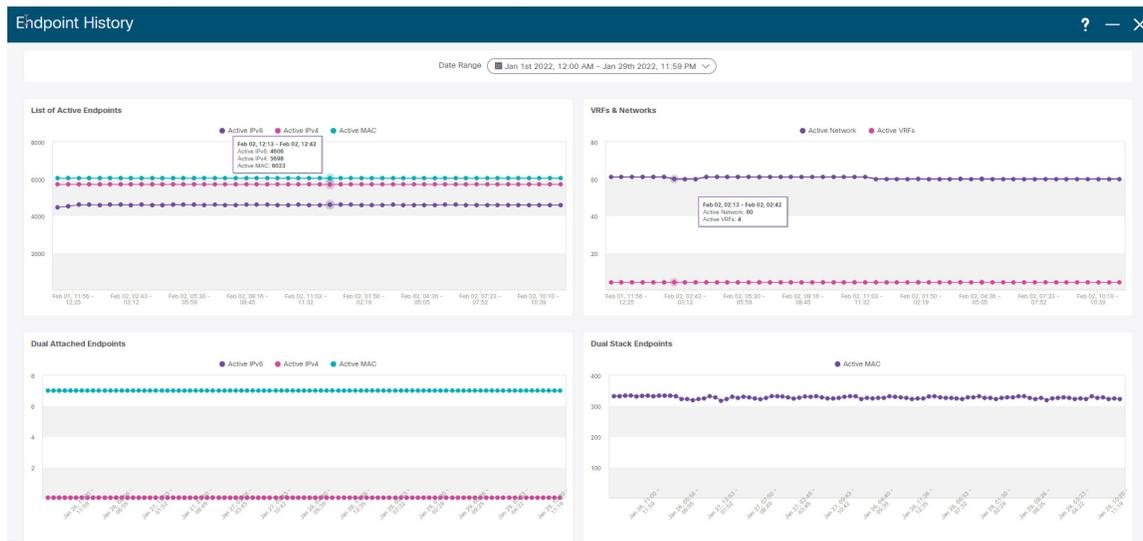 Endpoint History
? — ×
Date Range Jan 1st 2022, 12:00 AM - Jan 29th 2022, 11:59 PM
List of Active Endpoints
Active IPv6 Active IPv4 Active MAC
8000
Feb 02, 12:13 - Feb 02, 12:42
Active IPv6: 4606
Active IPv4: 5698
Active MAC: 6033
6000
4000
2000
Feb 01, 11:56 - 12:25
Feb 02, 02:43 - 03:12
Feb 02, 05:30 - 05:59
Feb 02, 08:16 - 08:45
Feb 02, 11:03 - 11:32
Feb 02, 01:50 - 02:19
Feb 02, 04:36 - 05:05
Feb 02, 07:23 - 07:52
Feb 02, 10:10 - 10:39
VRFs & Networks
Active Network Active VRFs
80
60
Feb 02, 02:13 - Feb 02, 02:42
Active Network: 60
Active VRFs: 4
40
20
Feb 01, 11:56 - 12:25
Feb 02, 02:43 - 03:12
Feb 02, 05:30 - 05:59
Feb 02, 08:16 - 08:45
Feb 02, 11:03 - 11:32
Feb 02, 01:50 - 02:19
Feb 02, 04:36 - 05:05
Feb 02, 07:23 - 07:52
Feb 02, 10:10 - 10:39
Dual Attached Endpoints
Active IPv6 Active IPv4 Active MAC
8
6
4
2
Dual Stack Endpoints
Active MAC
400
300
200
100